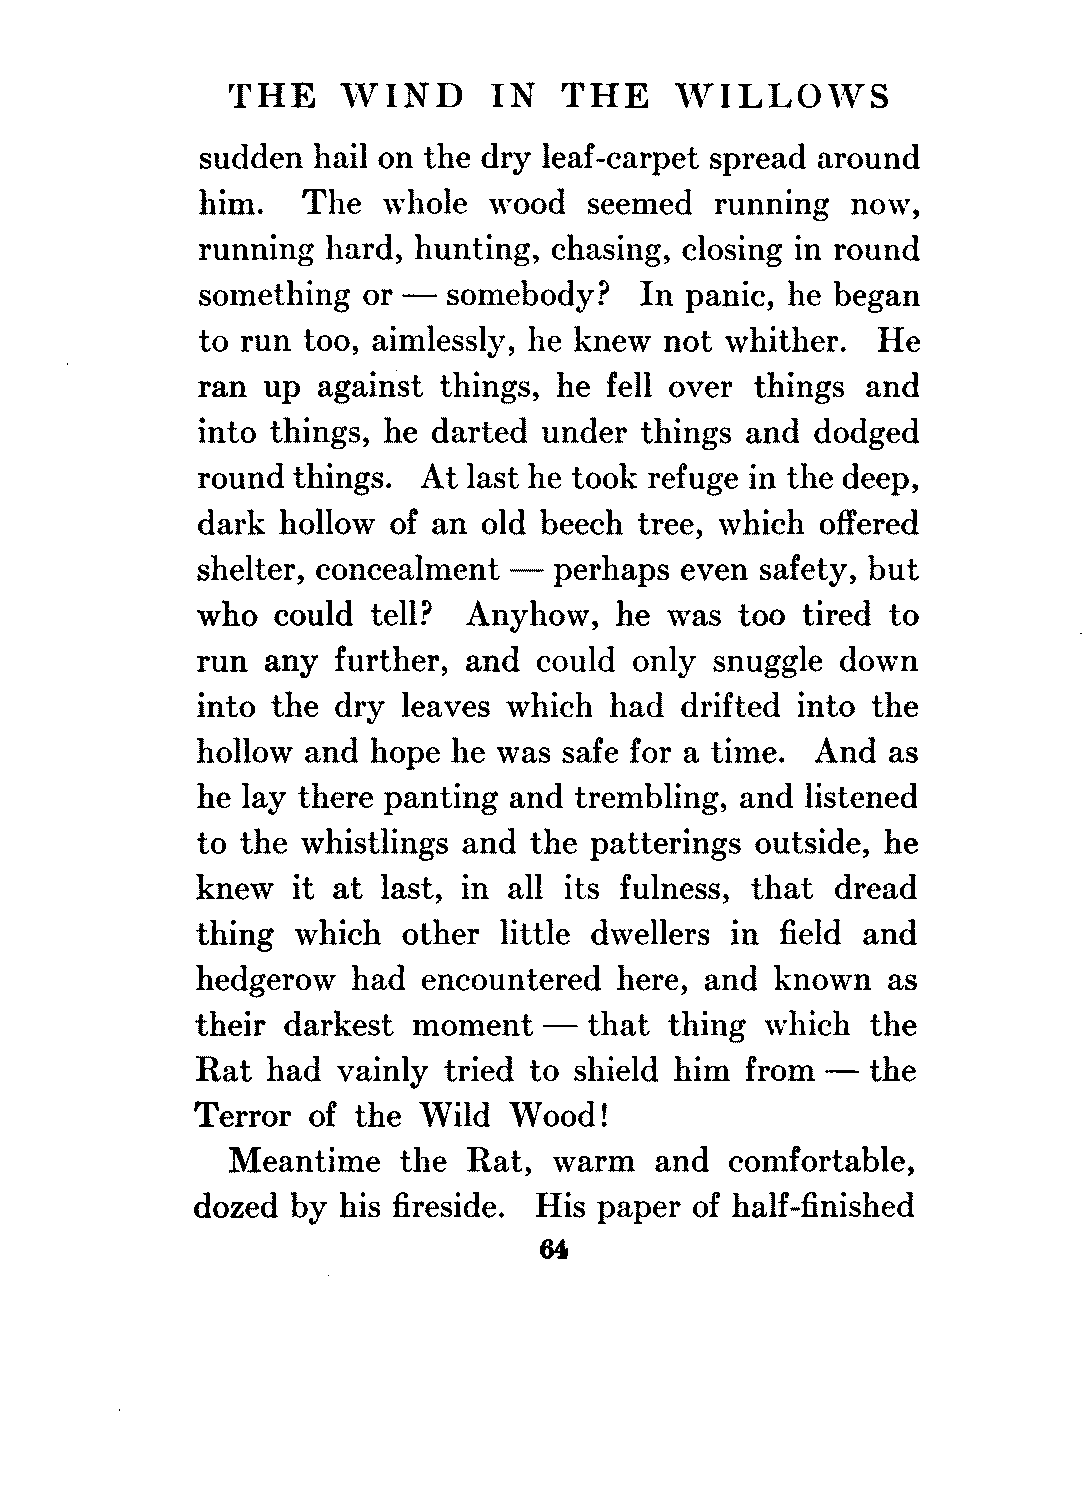 THE WIND IN THE WILLOWS
sudden hail on the dry leaf-carpet spread around
him. The whole wood seemed running now,
running hard, hunting, chasing, closing in round
something or — somebody? In panic, he began
to run too, aimlessly, he knew not whither. He
ran up against things, he fell over things and
into things, he darted under things and dodged
round things. At last he took refuge in the deep,
dark hollow of an old beech tree, which offered
shelter, concealment — perhaps even safety, but
who could tell? Anyhow, he was too tired to
run any further, and could only snuggle down
into the dry leaves which had drifted into the
hollow and hope he was safe for a time. And as
he lay there panting and trembling, and listened
to the whistlings and the patterings outside, he
knew it at last, in all its fulness, that dread
thing which other little dwellers in field and
hedgerow had encountered here, and known as
their darkest moment — that thing which the
Rat had vainly tried to shield him from — the
Terror of the Wild Wood!
Meantime the Rat, warm and comfortable,
dozed by his fireside. His paper of half-finished
64